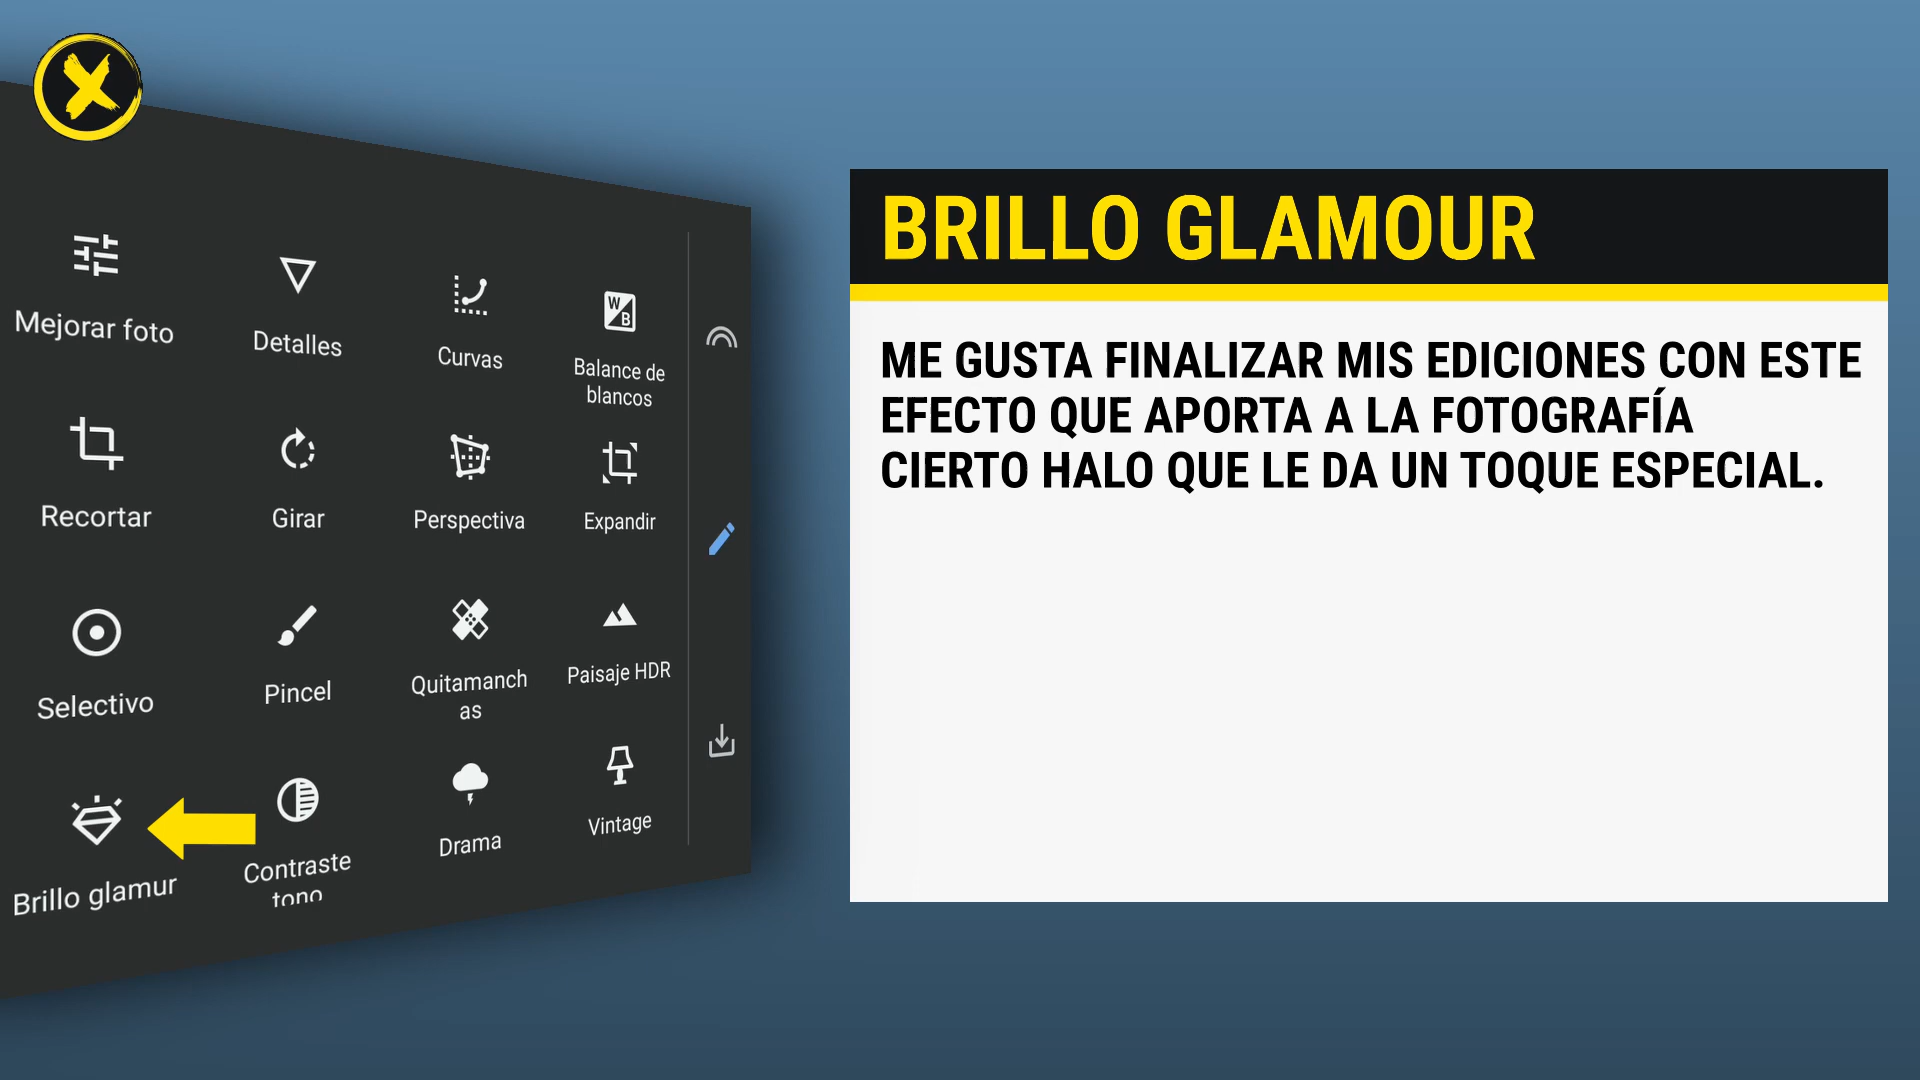 Mejorar foto
Detalles
Curvas
W
B
Balance de
blancos
Recortar
Girar
Perspectiva
Expandir
Selectivo
Pincel
Quitamanch
as
Paisaje HDR
Brillo glamur
Contraste
tono
Drama
Vintage
BRILLO GLAMOUR
ME GUSTA FINALIZAR MIS EDICIONES CON ESTE
EFECTO QUE APORTA A LA FOTOGRAFÍA
CIERTO HALO QUE LE DA UN TOQUE ESPECIAL.